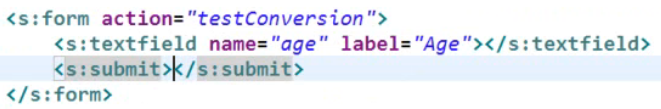 <s:form action="testConversion">
<s:textfield name="age" label="Age"></s:textfield>
<s:submit></s:submit>
</s:form>